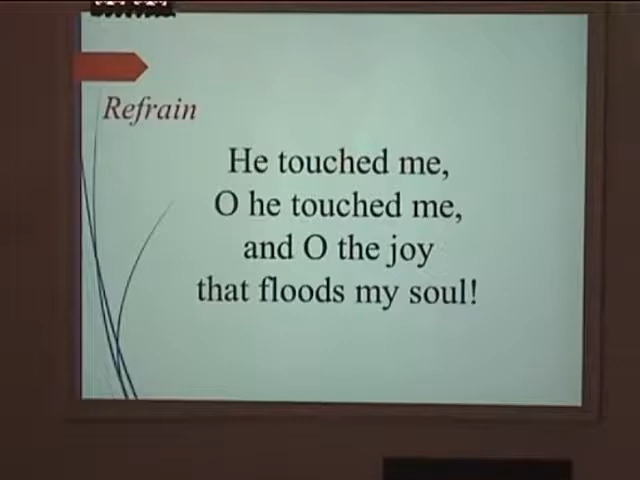 Refrain
He touched me,
O he touched me,
and O the joy
that floods my soul!